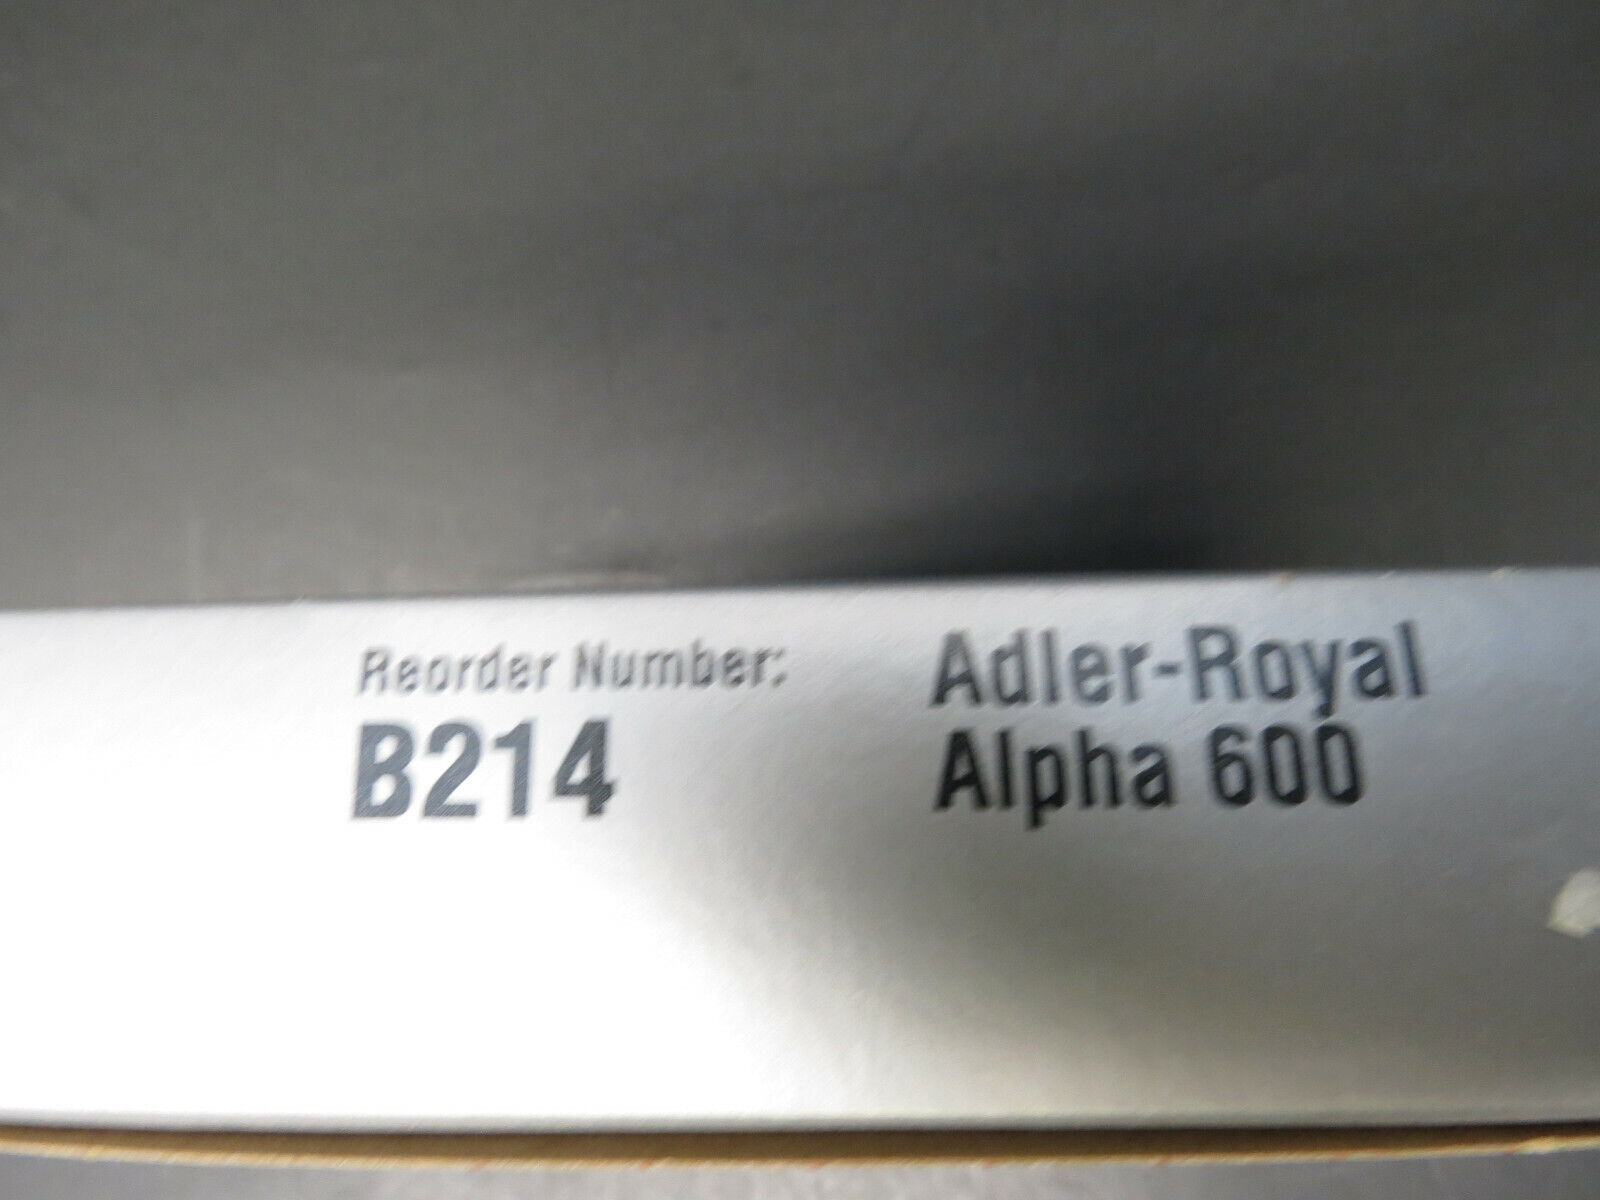 Reorder Number:
B214
Adler-Royal
Alpha 600